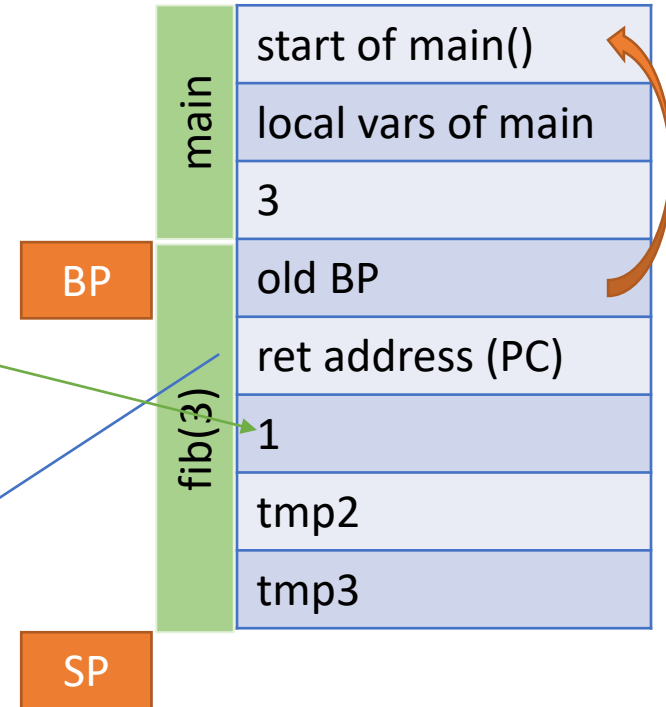 main
start of main()
local vars of main
3
BP
old BP
fib(3)
ret address (PC)
1
tmp2
tmp3
SP